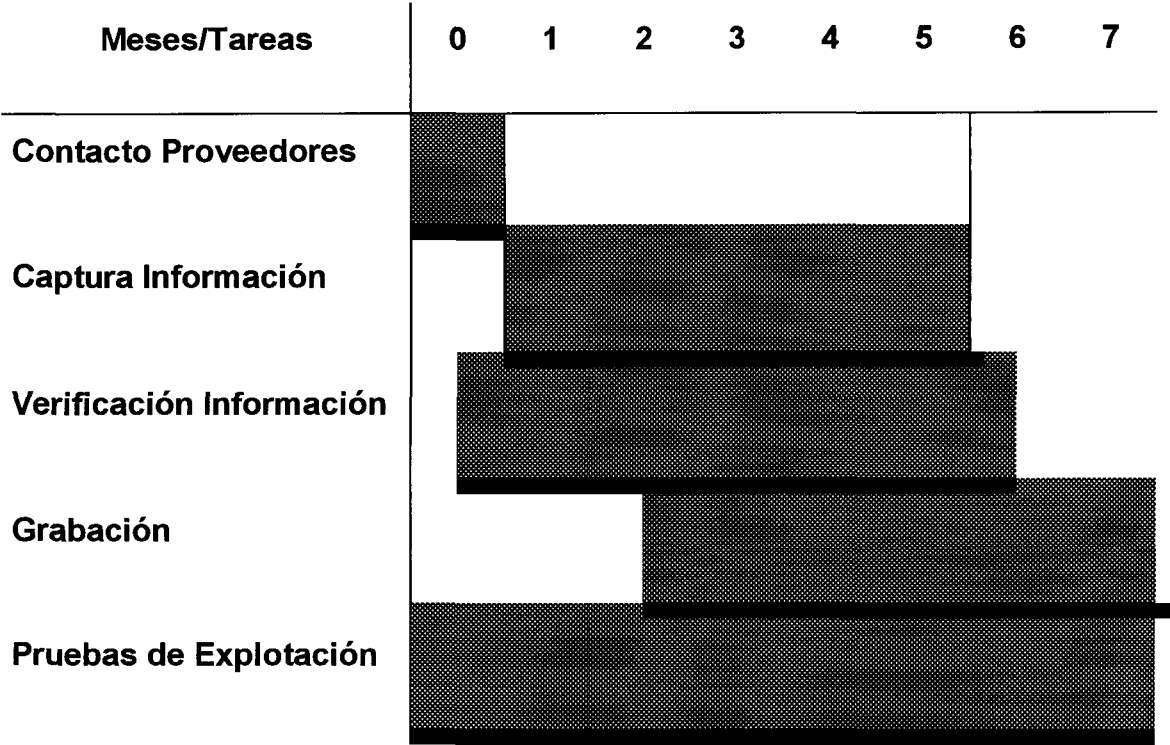 Meses/Tareas 0 1 2 3 4 5 6 7
Contacto Proveedores
Captura Información
Verificación Información
Grabación
Pruebas de Explotación